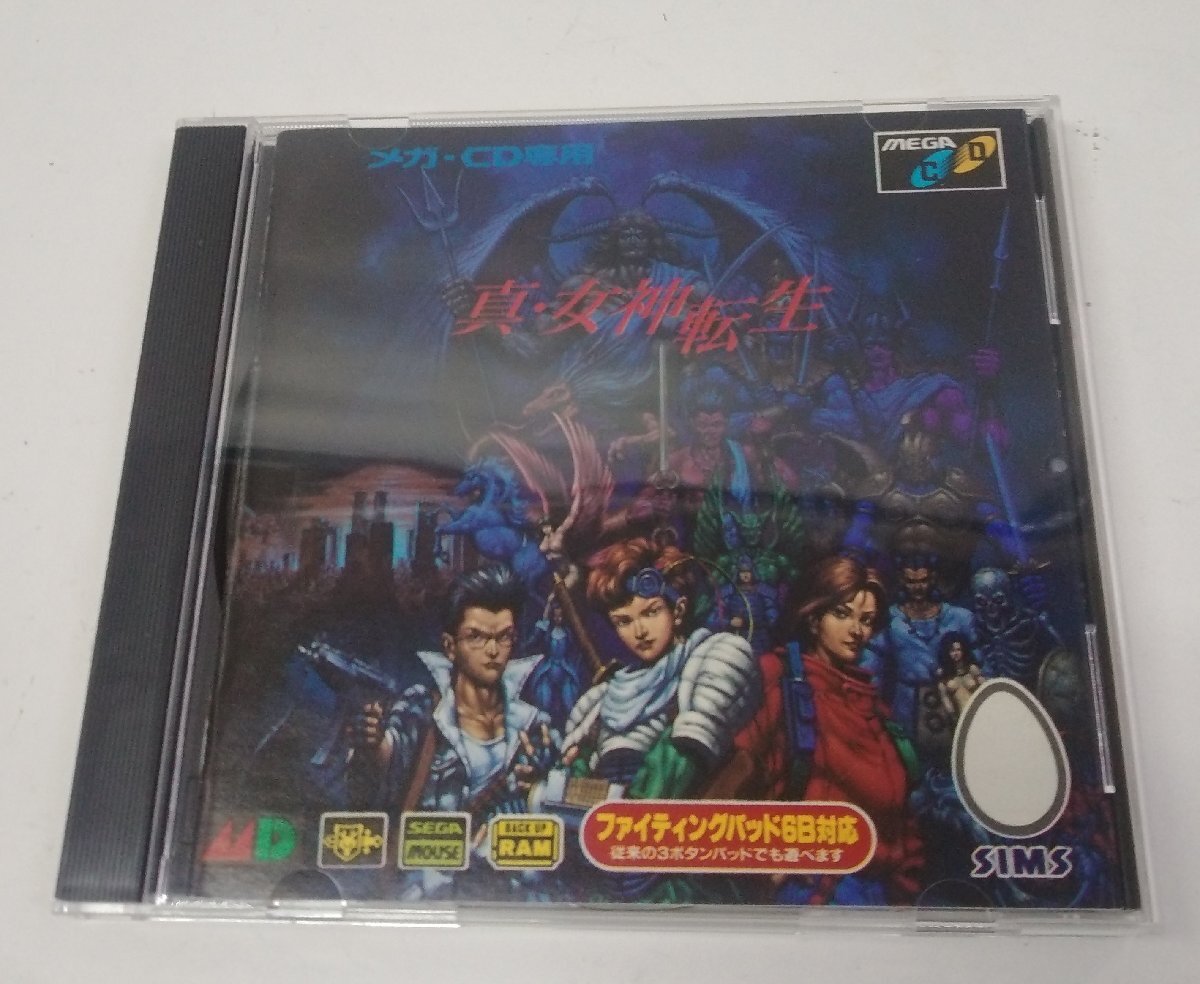 メガ・CD専用
MEGA
CD
真・女神転生
MD
SEGA
MOUSE
BACK UP
RAM
ファイティングパッド6B対応
従来の3ボタンパッドでも遊べます
SIMS